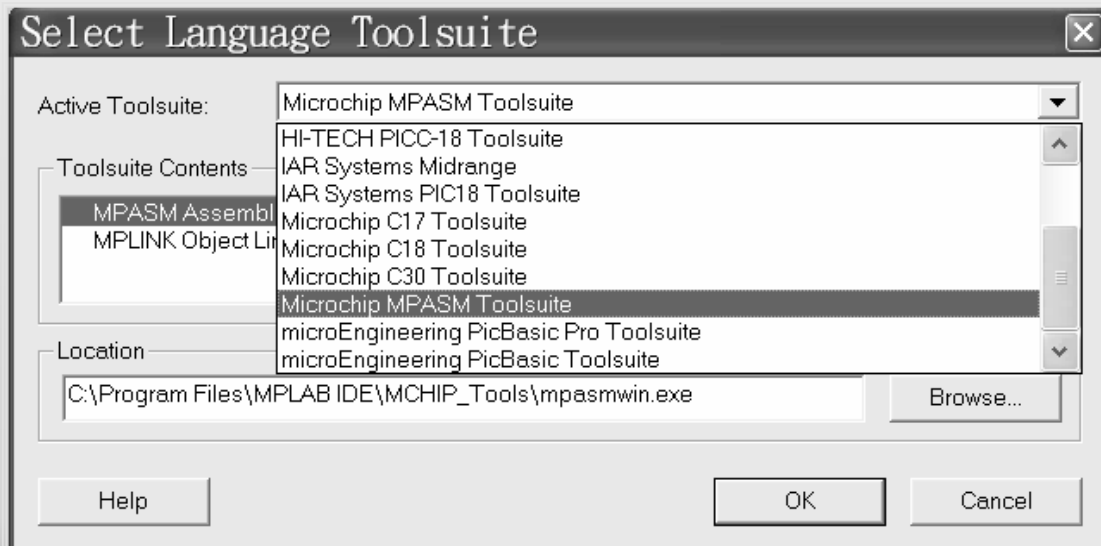 Select Language Toolsuite
Active Toolsuite:
Microchip MPASM Toolsuite
HI-TECH PICC-18 Toolsuite
IAR Systems Midrange
IAR Systems PIC18 Toolsuite
Microchip C17 Toolsuite
Microchip C18 Toolsuite
Microchip C30 Toolsuite
Microchip MPASM Toolsuite
microEngineering PicBasic Pro Toolsuite
microEngineering PicBasic Toolsuite
Toolsuite Contents
MPASM Assembl
MPLINK Object Lin
Location
C:\Program Files\MPLAB IDE\MCHIP_Tools\mpasmwin.exe
Browse...
Help
OK
Cancel